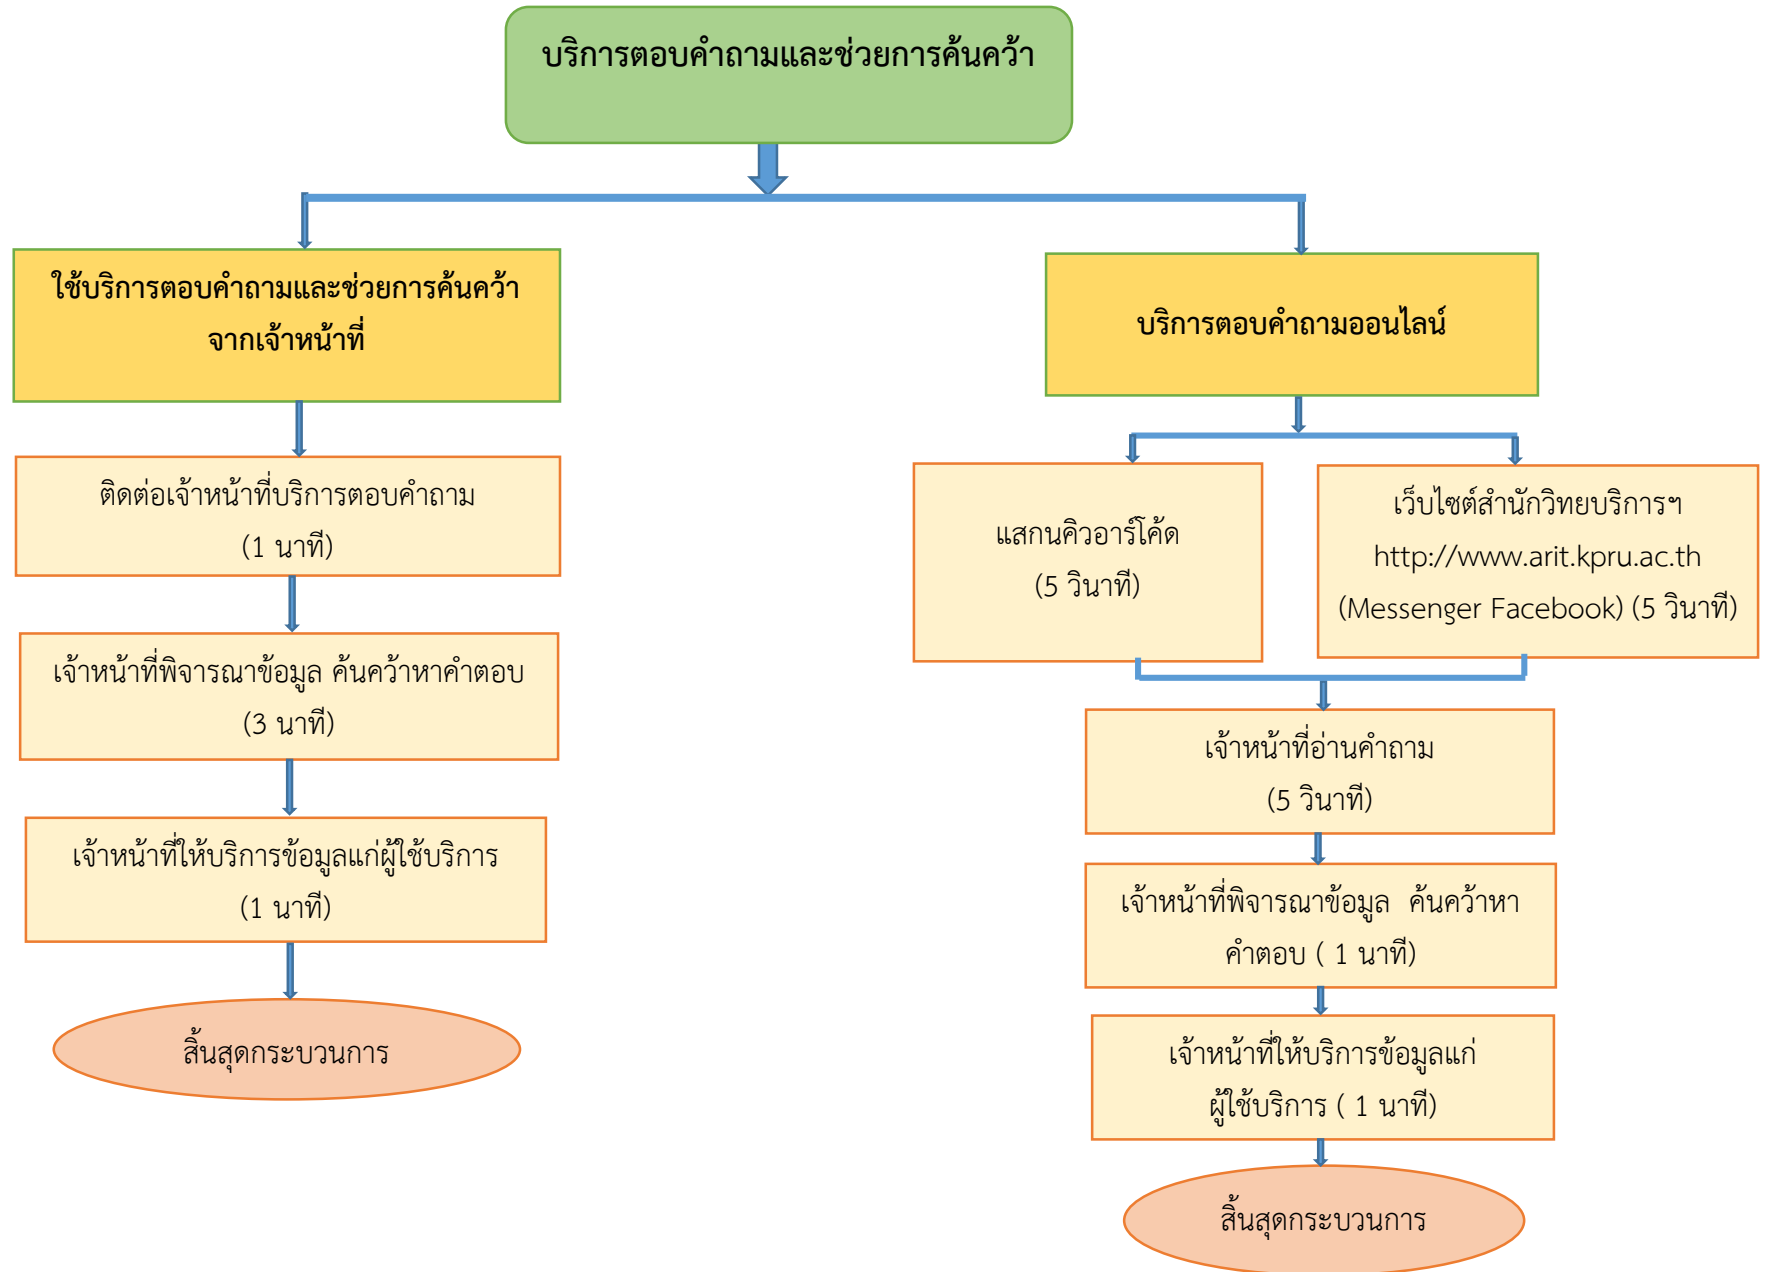 บริการตอบคำถามและช่วยการค้นคว้า
ใช้บริการตอบคำถามและช่วยการค้นคว้า
จากเจ้าหน้าที่
ติดต่อเจ้าหน้าที่บริการตอบคำถาม
(1 นาที)
เจ้าหน้าที่พิจารณาข้อมูล ค้นคว้าหาคำตอบ
(3 นาที)
เจ้าหน้าที่ให้บริการข้อมูลแก่ผู้ใช้บริการ
(1 นาที)
สิ้นสุดกระบวนการ
บริการตอบคำถามออนไลน์
แสกนคิวอาร์โค้ด
(5 วินาที)
เว็บไซต์สำนักวิทยบริการฯ
http://www.arit.kpru.ac.th
(Messenger Facebook) (5 วินาที)
เจ้าหน้าที่อ่านคำถาม
(5 วินาที)
เจ้าหน้าที่พิจารณาข้อมูล  ค้นคว้าหา
คำตอบ ( 1 นาที)
เจ้าหน้าที่ให้บริการข้อมูลแก่
ผู้ใช้บริการ ( 1 นาที)
สิ้นสุดกระบวนการ